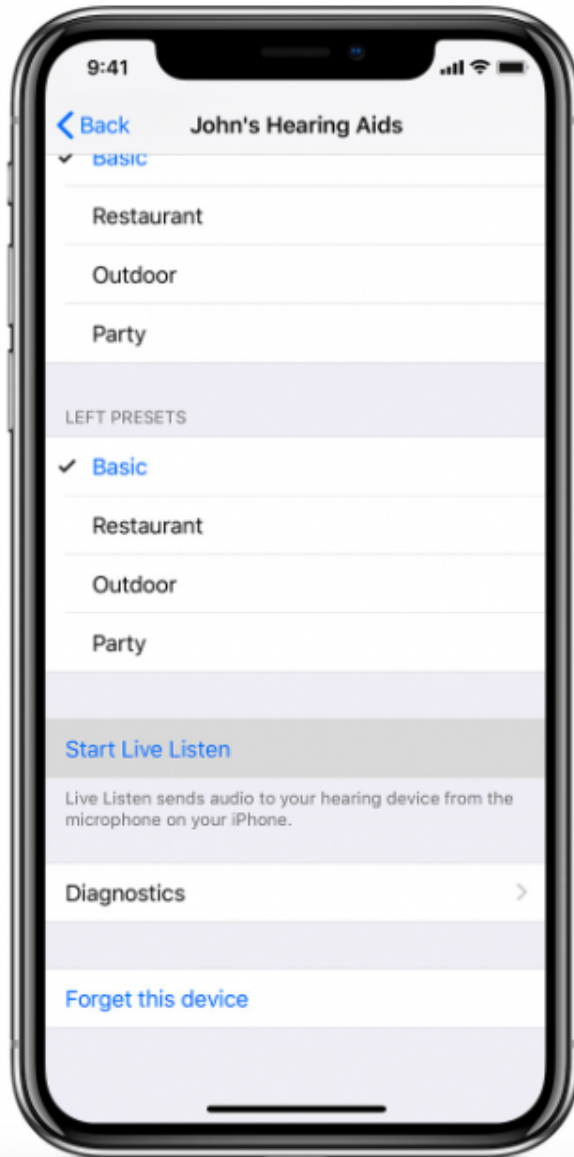 9:41
Back John's Hearing Aids
Basic
Restaurant
Outdoor
Party
LEFT PRESETS
Basic
Restaurant
Outdoor
Party
Start Live Listen
Live Listen sends audio to your hearing device from the
microphone on your iPhone.
Diagnostics
Forget this device